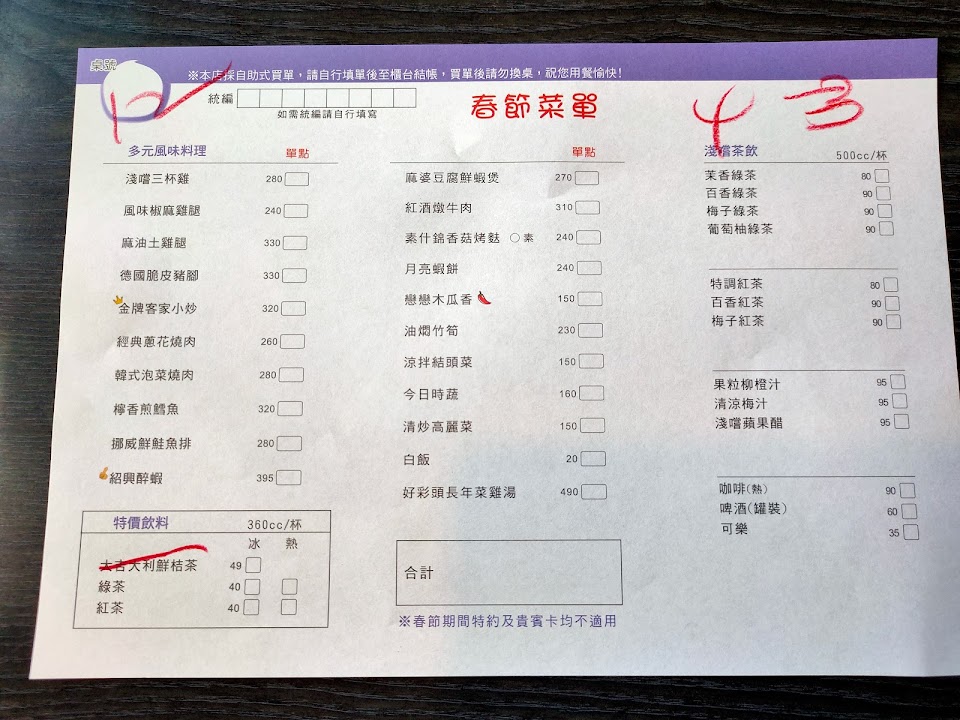 桌號
※本店採自助式買單，請自行填單後至櫃台結帳，買單後請勿換桌，祝您用餐愉快!
12
統編
如需統編請自行填寫
春節菜單
4 3
多元風味料理 單點
淺嚐三杯雞 280
風味椒麻雞腿 240
麻油土雞腿 330
德國脆皮豬腳 330
金牌客家小炒 320
經典蔥花燒肉 260
韓式泡菜燒肉 280
檸香煎鱈魚 320
挪威鮮鮭魚排 280
紹興醉蝦 395
特價飲料 360cc/杯
冰 熱
大吉大利鮮桔茶 49
綠茶 40
紅茶 40
單點
麻婆豆腐鮮蝦煲 270
紅酒燉牛肉 310
素什錦香菇烤麩 ○素 240
月亮蝦餅 240
戀戀木瓜香 150
油燜竹筍 230
涼拌結頭菜 150
今日時蔬 160
清炒高麗菜 150
白飯 20
好彩頭長年菜雞湯 490
合計
※春節期間特約及貴賓卡均不適用
淺嚐茶飲 500cc/杯
茉香綠茶 80
百香綠茶 90
梅子綠茶 90
葡萄柚綠茶 90
特調紅茶 80
百香紅茶 90
梅子紅茶 90
果粒柳橙汁 95
清涼梅汁 95
淺嚐蘋果醋 95
咖啡(熱) 90
啤酒(罐裝) 60
可樂 35